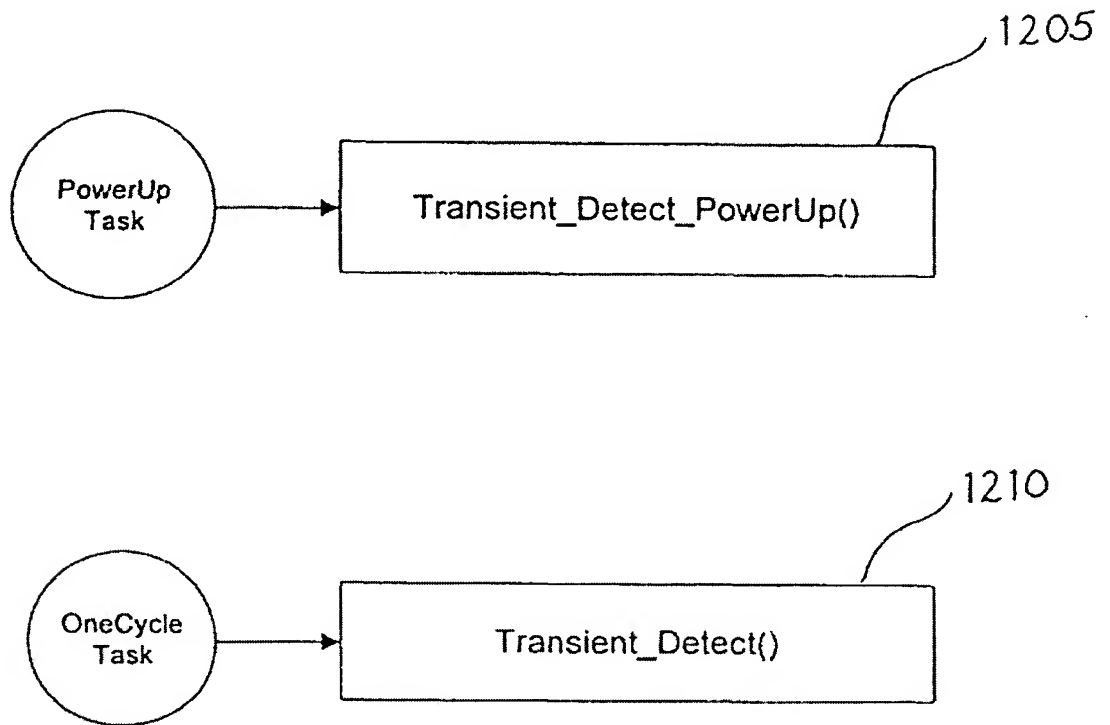 1205
PowerUp
Task
Transient_Detect_PowerUp()
1210
OneCycle
Task
Transient_Detect()